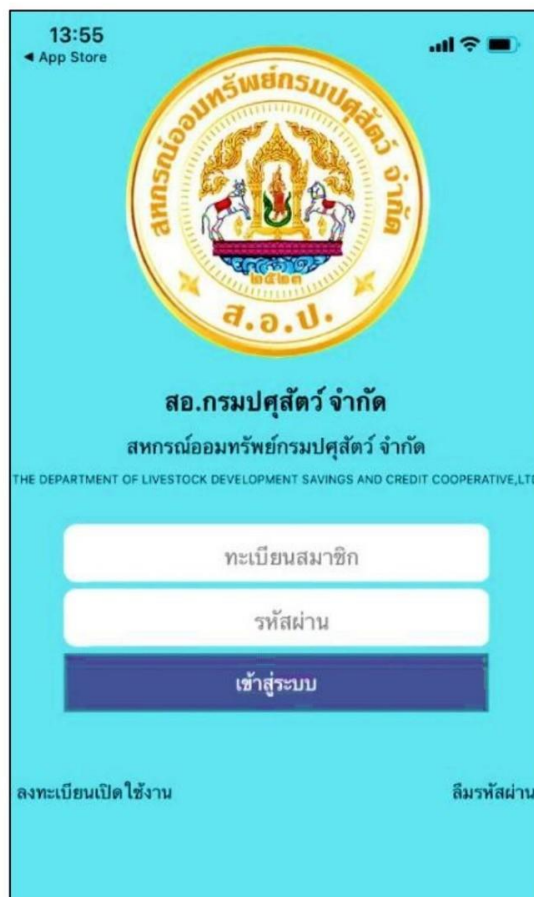 13:55
◀ App Store
สหกรณ์ออมทรัพย์กรมปศุสัตว์ จำกัด
๒๕๒๓
ส.อ.ป.
สอ.กรมปศุสัตว์ จำกัด
สหกรณ์ออมทรัพย์กรมปศุสัตว์ จำกัด
THE DEPARTMENT OF LIVESTOCK DEVELOPMENT SAVINGS AND CREDIT COOPERATIVE,LTD
ทะเบียนสมาชิก
รหัสผ่าน
เข้าสู่ระบบ
ลงทะเบียนเปิดใช้งาน
ลืมรหัสผ่าน